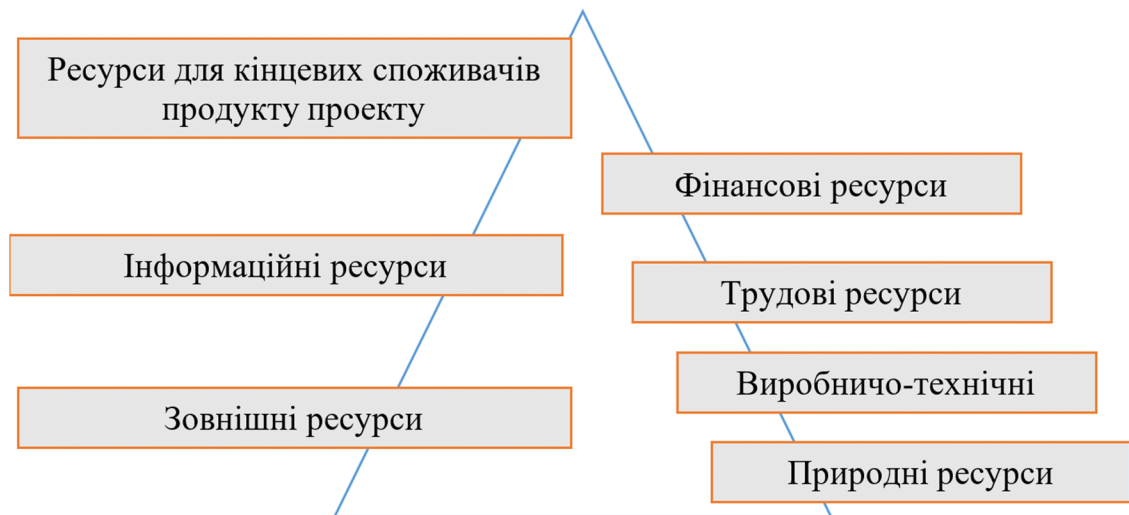 Ресурси для кінцевих споживачів
продукту проекту
Інформаційні ресурси
Зовнішні ресурси
Фінансові ресурси
Трудові ресурси
Виробничо-технічні
Природні ресурси